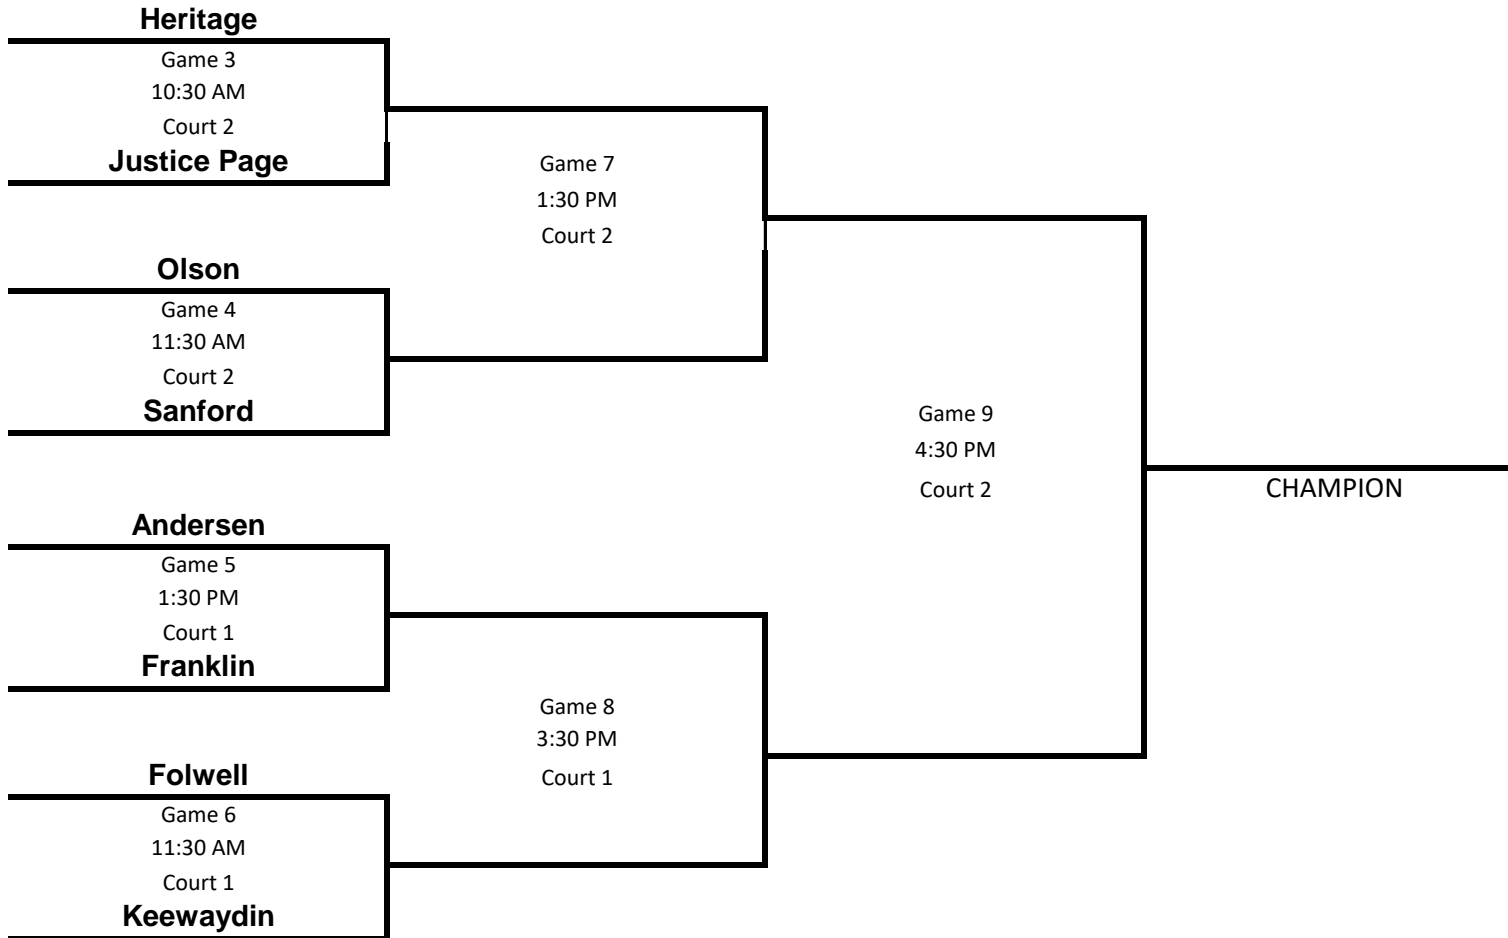 Heritage
Game 3
10:30 AM
Court 2
Justice Page
Game 7
1:30 PM
Court 2
Olson
Game 4
11:30 AM
Court 2
Sanford
Game 9
4:30 PM
Court 2
CHAMPION
Andersen
Game 5
1:30 PM
Court 1
Franklin
Game 8
3:30 PM
Court 1
Folwell
Game 6
11:30 AM
Court 1
Keewaydin